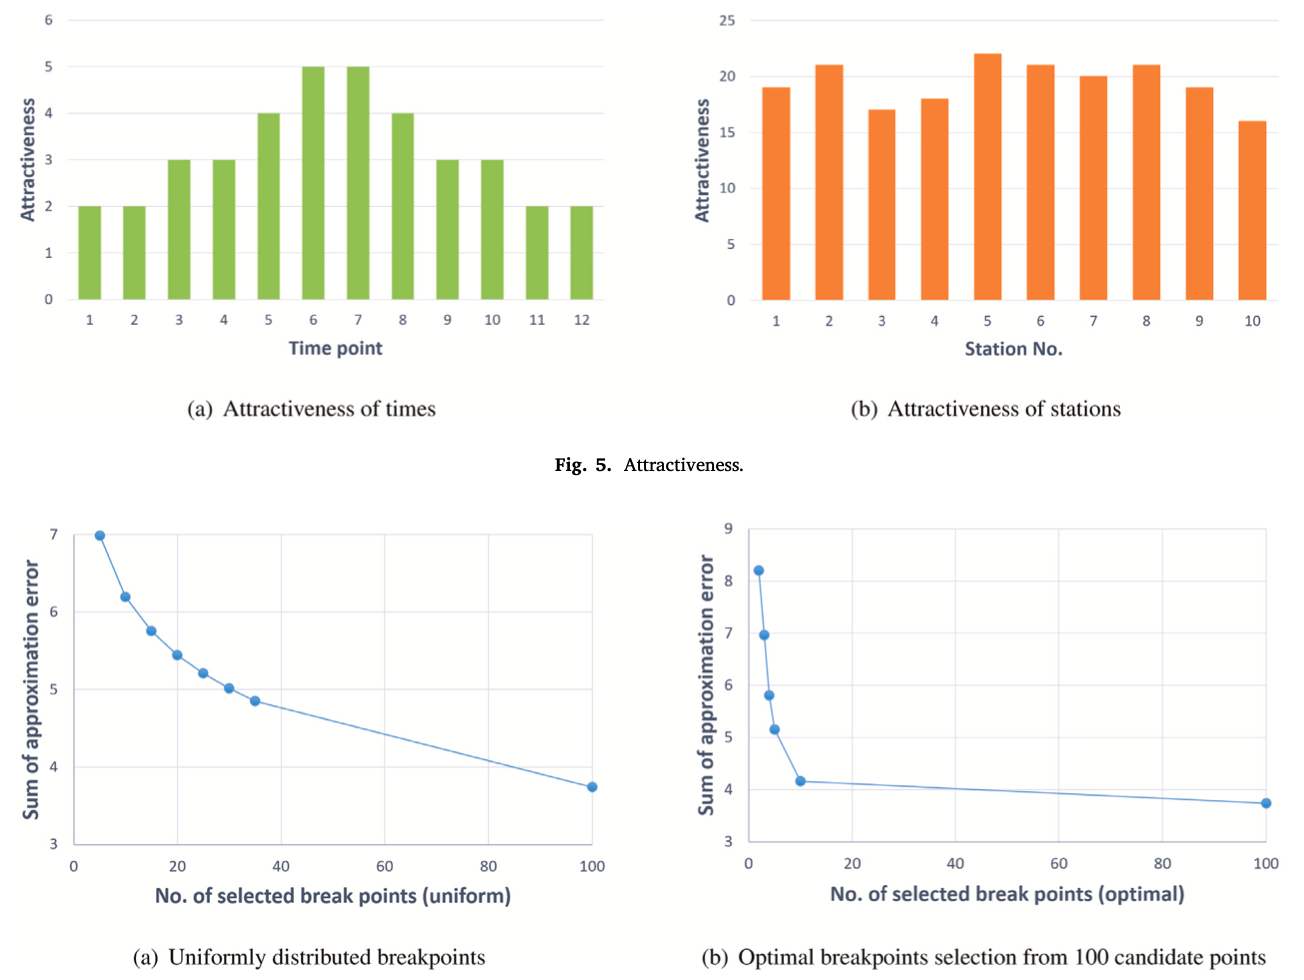 6
5
4
3
2
1
0
Attractiveness
1 2 3 4 5 6 7 8 9 10 11 12
Time point
(a) Attractiveness of times
25
20
15
10
5
0
Attractiveness
1 2 3 4 5 6 7 8 9 10
Station No.
(b) Attractiveness of stations
Fig. 5. Attractiveness.
7
6
5
4
3
Sum of approximation error
0 20 40 60 80 100
No. of selected break points (uniform)
(a) Uniformly distributed breakpoints
9
8
7
6
5
4
3
Sum of approximation error
0 20 40 60 80 100
No. of selected break points (optimal)
(b) Optimal breakpoints selection from 100 candidate points